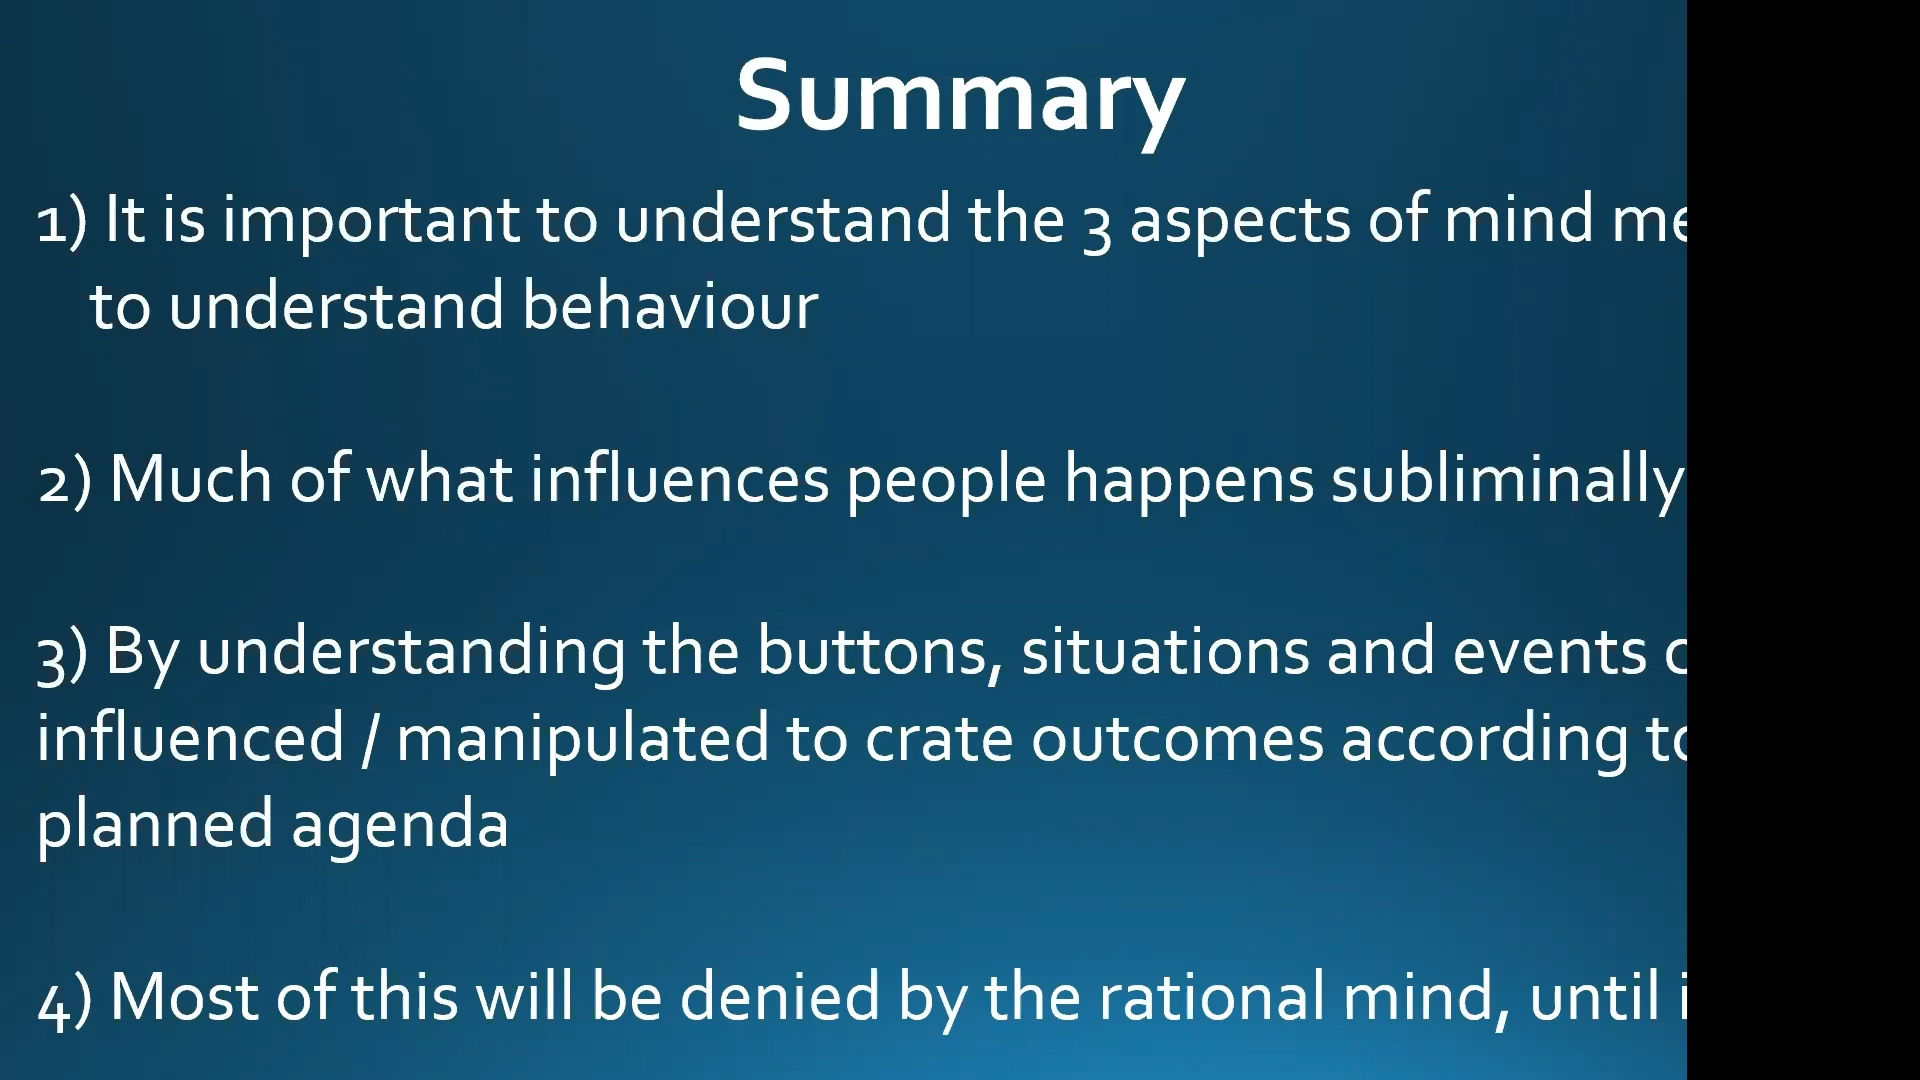 Summary
1) It is important to understand the 3 aspects of mind
to understand behaviour
2) Much of what influences people happens subliminally
3) By understanding the buttons, situations and events
influenced / manipulated to crate outcomes according to
planned agenda
4) Most of this will be denied by the rational mind, until